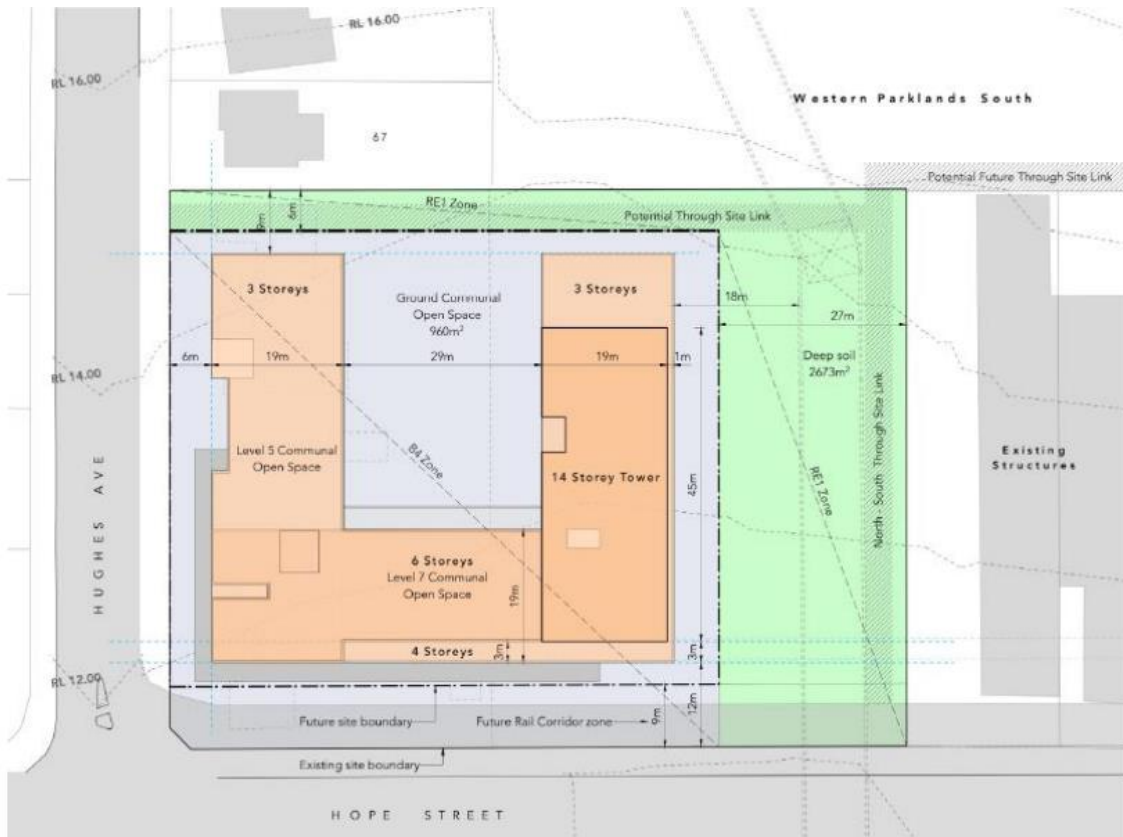 RL 16.00
RL 16.00
Western Parklands South
67
Potential Future Through Site Link
RE1 Zone
9m
6m
Potential Through Site Link
3 Storeys
Ground Communal
Open Space
960m²
3 Storeys
18m
27m
6m
19m
29m
19m
1m
Deep soil
2673m²
RL 14.00
Level 5 Communal
Open Space
B4 Zone
14 Storey Tower
45m
RE1 Zone
North - South Through Site Link
Existing
Structures
HUGHES AVE
6 Storeys
Level 7 Communal
Open Space
19m
4 Storeys
3m
3m
RL 12.00
Future site boundary
Future Rail Corridor zone
9m
12m
Existing site boundary
HOPE STREET